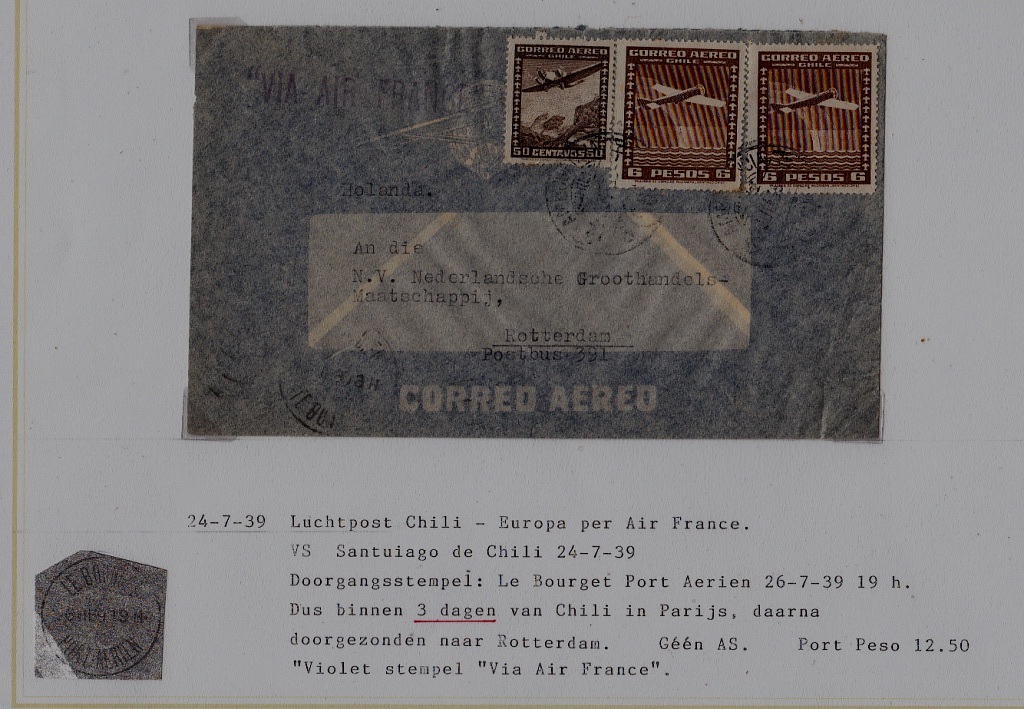 "VIA AIR FRANCE"
CORREO AEREO
CHILE
50 CENTAVOS 50
CORREO AEREO
CHILE
6 PESOS 6
CORREO AEREO
CHILE
6 PESOS 6
Holanda.
An die
N.V. Nederlandsche Groothandels-
Maatschappij,
Rotterdam
Postbus 391
CORREO AEREO
24-7-39 Luchtpost Chili - Europa per Air France.
VS Santuiago de Chili 24-7-39
Doorgangsstempel: Le Bourget Port Aerien 26-7-39 19 h.
Dus binnen 3 dagen van Chili in Parijs, daarna
doorgezonden naar Rotterdam. Géén AS. Port Peso 12.50
"Violet stempel "Via Air France".